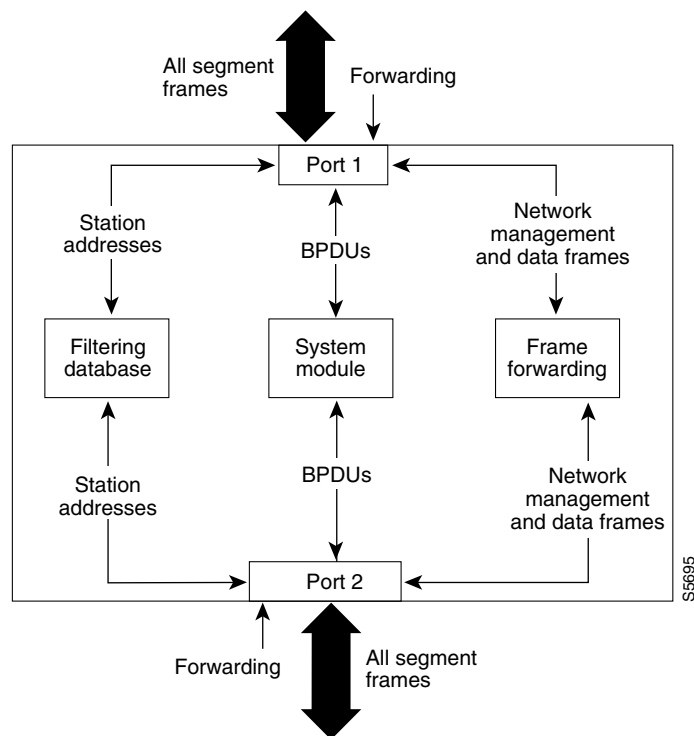 All segment
frames
Forwarding
Port 1
Station
addresses
BPDUs
Network
management
and data frames
Filtering
database
System
module
Frame
forwarding
Station
addresses
BPDUs
Network
management
and data frames
Port 2
S5695
Forwarding
All segment
frames